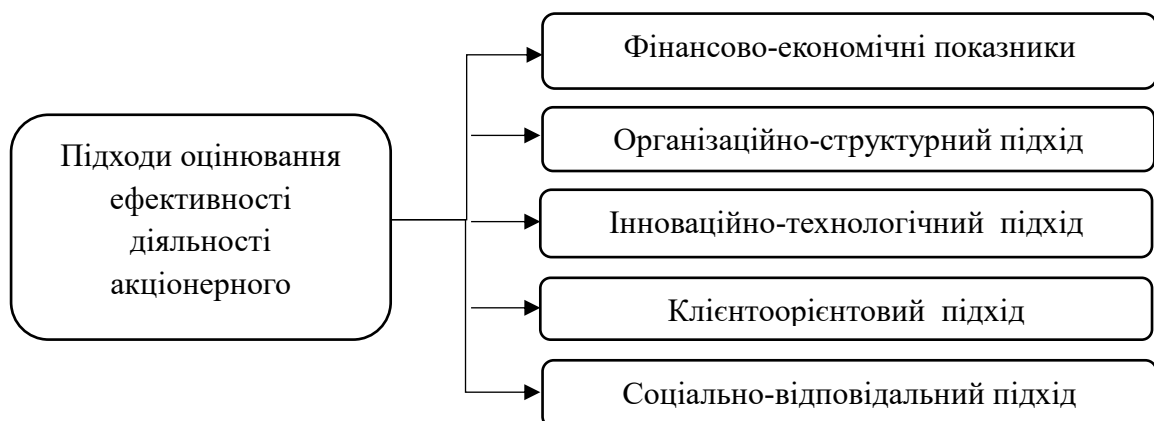 Підходи оцінювання
ефективності
діяльності
акціонерного
Фінансово-економічні показники
Організаційно-структурний підхід
Інноваційно-технологічний підхід
Клієнтоорієнтовий підхід
Соціально-відповідальний підхід